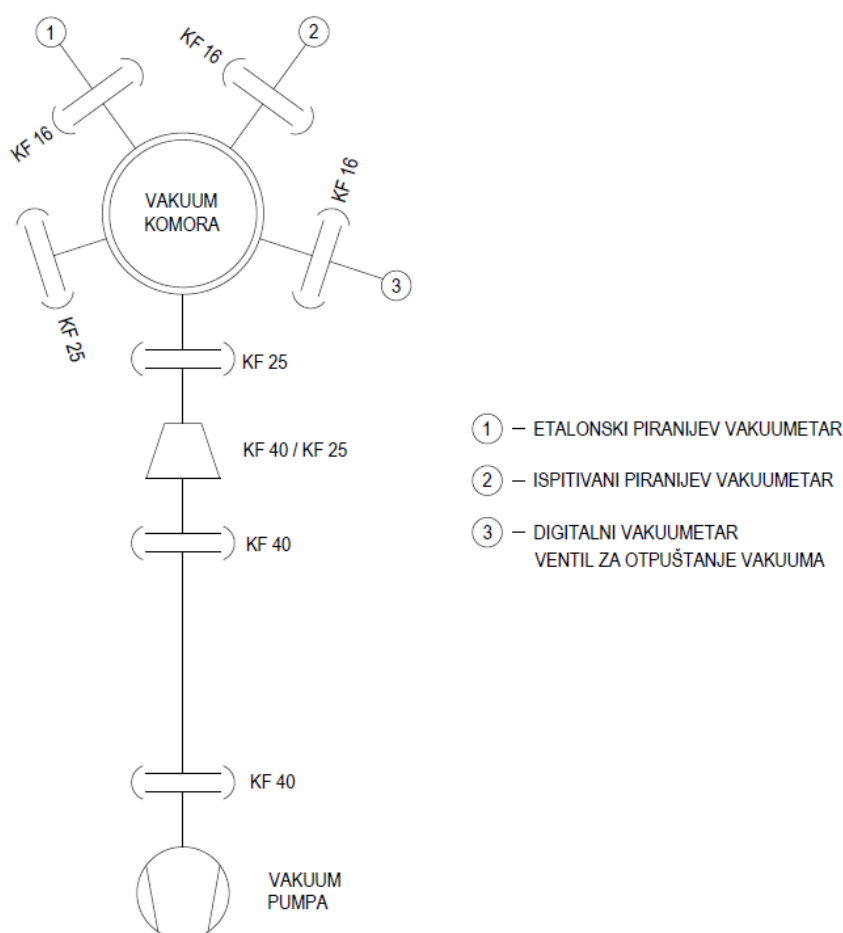 1
2
KF 16
KF 16
KF 16
VAKUUM
KOMORA
3
KF 25
KF 25
KF 40 / KF 25
KF 40
KF 40
VAKUUM
PUMPA
1 – ETALONSKI PIRANIJEV VAKUUMETAR
2 – ISPITIVANI PIRANIJEV VAKUUMETAR
3 – DIGITALNI VAKUUMETAR
VENTIL ZA OTPUŠTANJE VAKUUMA